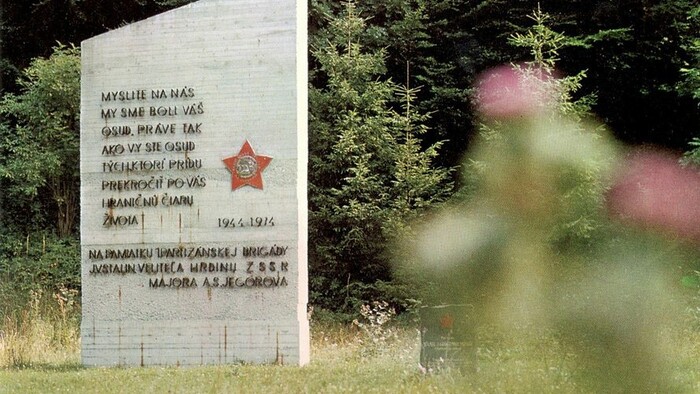 MYSLITE NA NÁS
MY SME BOLI VÁŠ
OSUD, PRÁVE TAK
AKO VY STE OSUD
TÝCH,KTORÍ PRÍDU
PREKROČIŤ PO VÁS
HRANIČNÚ ČIARU
ŽIVOTA 1944-1974
NA PAMIATKU 1.PARTIZÁNSKEJ BRIGÁDY
J.V.STALIN VELITEĽA HRDINU ZSSR
MAJORA A.S.JEGOROVA